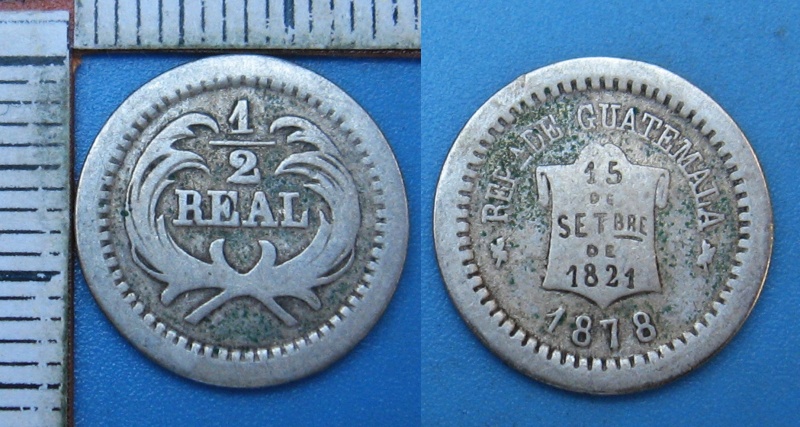 1
2
REAL
REP. DE GUATEMALA
15
DE
SETBRE
DE
1821
1878